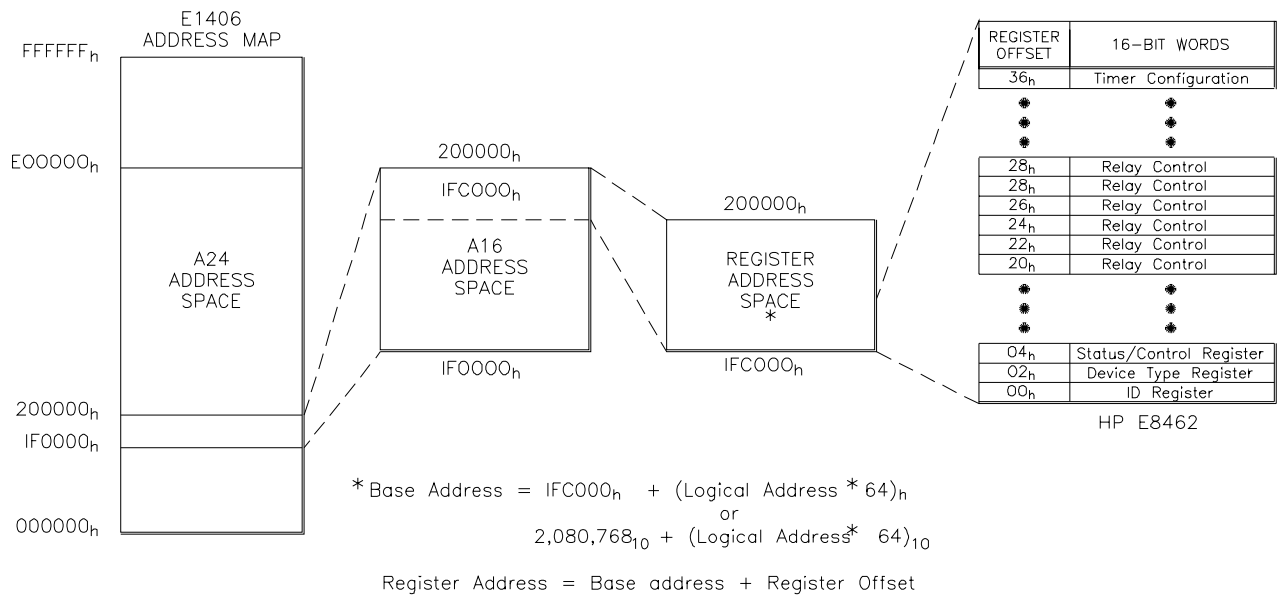 E1406
ADDRESS MAP
FFFFFFh
E00000h
A24
ADDRESS
SPACE
200000h
IF0000h
000000h
200000h
IFC000h
A16
ADDRESS
SPACE
IF0000h
200000h
REGISTER
ADDRESS
SPACE
*
IFC000h
REGISTER OFFSET 16-BIT WORDS
36h Timer Configuration
28h Relay Control
28h Relay Control
26h Relay Control
24h Relay Control
22h Relay Control
20h Relay Control
04h Status/Control Register
02h Device Type Register
00h ID Register
HP E8462
* Base Address = IFC000h + (Logical Address * 64)h
or
2,080,76810 + (Logical Address* 64)10
Register Address = Base address + Register Offset